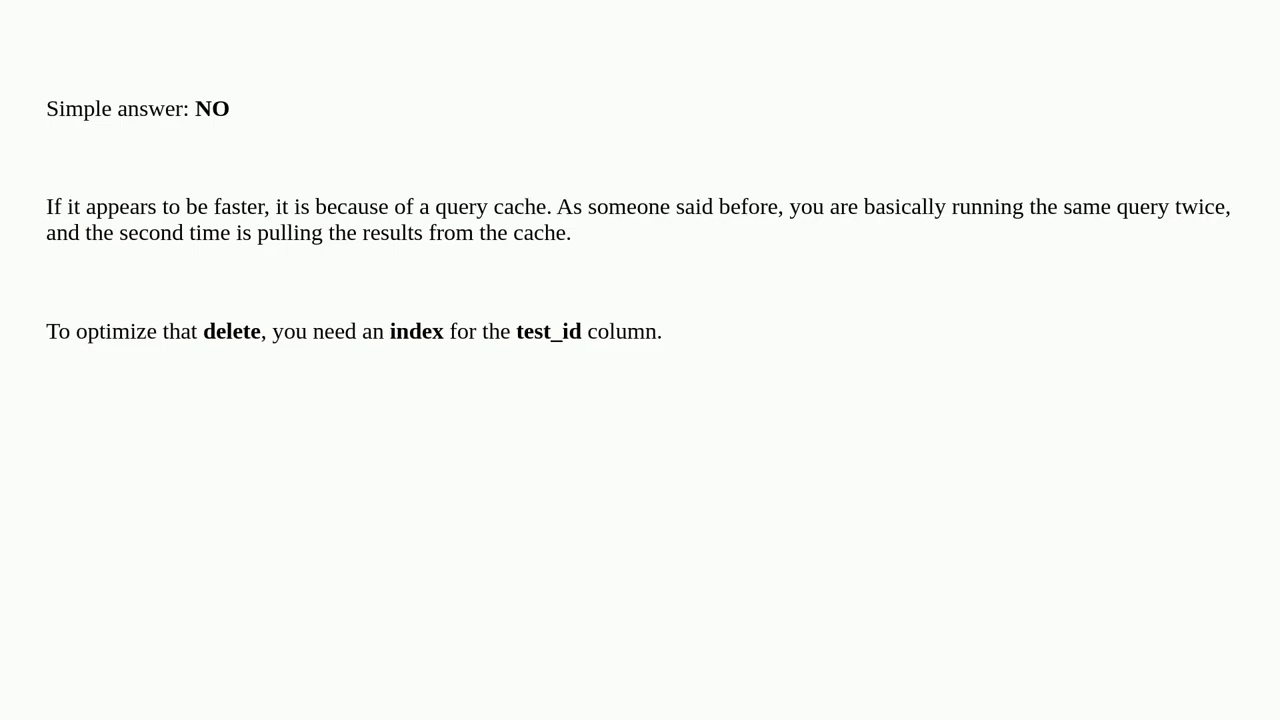 Simple answer: NO
If it appears to be faster, it is because of a query cache. As someone said before, you are basically running the same query twice,
and the second time is pulling the results from the cache.
To optimize that delete, you need an index for the test_id column.